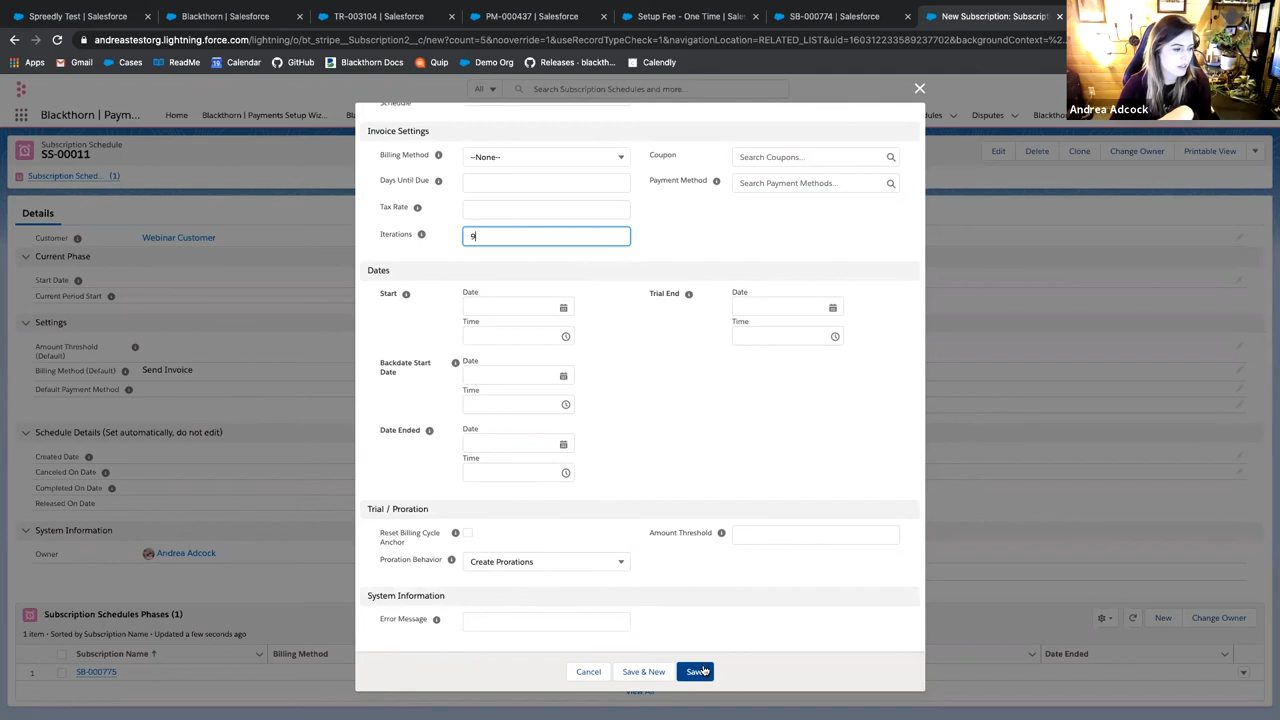 Spreedly Test | Salesforce
Blackthorn | Salesforce
TR-003104 | Salesforce
PM-000437 | Salesforce
Setup Fee - One Time | Sales
SB-000774 | Salesforce
New Subscription: Subscript
andreastestorg.lightning.force.com/lightning/o/bt_stripe__Subscription2__c/new?count=5&nooverride=1&useRecordTypeCheck=1&navigationLocation=RELATED_LIST&uid=160312233589237702&backgroundContext=%2...
Apps
Gmail
Cases
ReadMe
Calendar
GitHub
Blackthorn Docs
Quip
Demo Org
Releases · blackth...
Calendly
Andrea Adcock
All
Search Subscription Schedules and more...
Blackthorn | Paym...
Home
Blackthorn | Payments Setup Wiz...
Disputes
Subscription Schedule
SS-00011
Subscription Sched... (1)
Edit
Delete
Clone
Change Owner
Printable View
Details
Customer
Webinar Customer
Current Phase
Start Date
Current Period Start
Settings
Amount Threshold
(Default)
Billing Method (Default)
Send Invoice
Default Payment Method
Schedule Details (Set automatically, do not edit)
Created Date
Canceled On Date
Completed On Date
Released On Date
System Information
Owner
Andrea Adcock
Subscription Schedules Phases (1)
1 item • Sorted by Subscription Name • Updated a few seconds ago
New
Change Owner
Subscription Name
Billing Method
Date Ended
1
SB-000775
View All
Schedule
Invoice Settings
Billing Method
--None--
Coupon
Search Coupons...
Days Until Due
Payment Method
Search Payment Methods...
Tax Rate
Iterations
9
Dates
Start
Date
Time
Trial End
Date
Time
Backdate Start
Date
Date
Time
Date Ended
Date
Time
Trial / Proration
Reset Billing Cycle
Anchor
Amount Threshold
Proration Behavior
Create Prorations
System Information
Error Message
Cancel
Save & New
Save